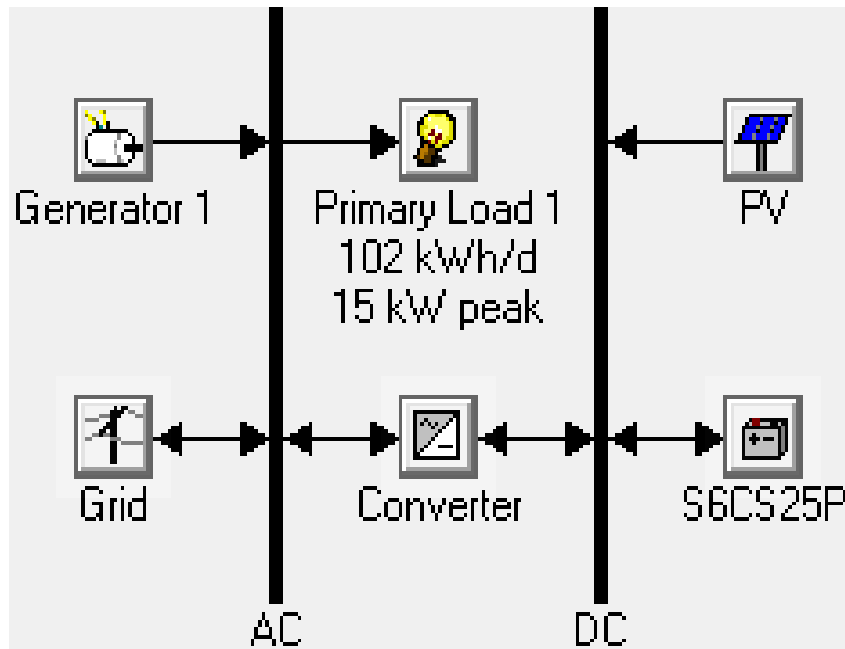 Generator 1
Primary Load 1
102 kWh/d
15 kW peak
PV
Grid
Converter
S6CS25P
AC
DC